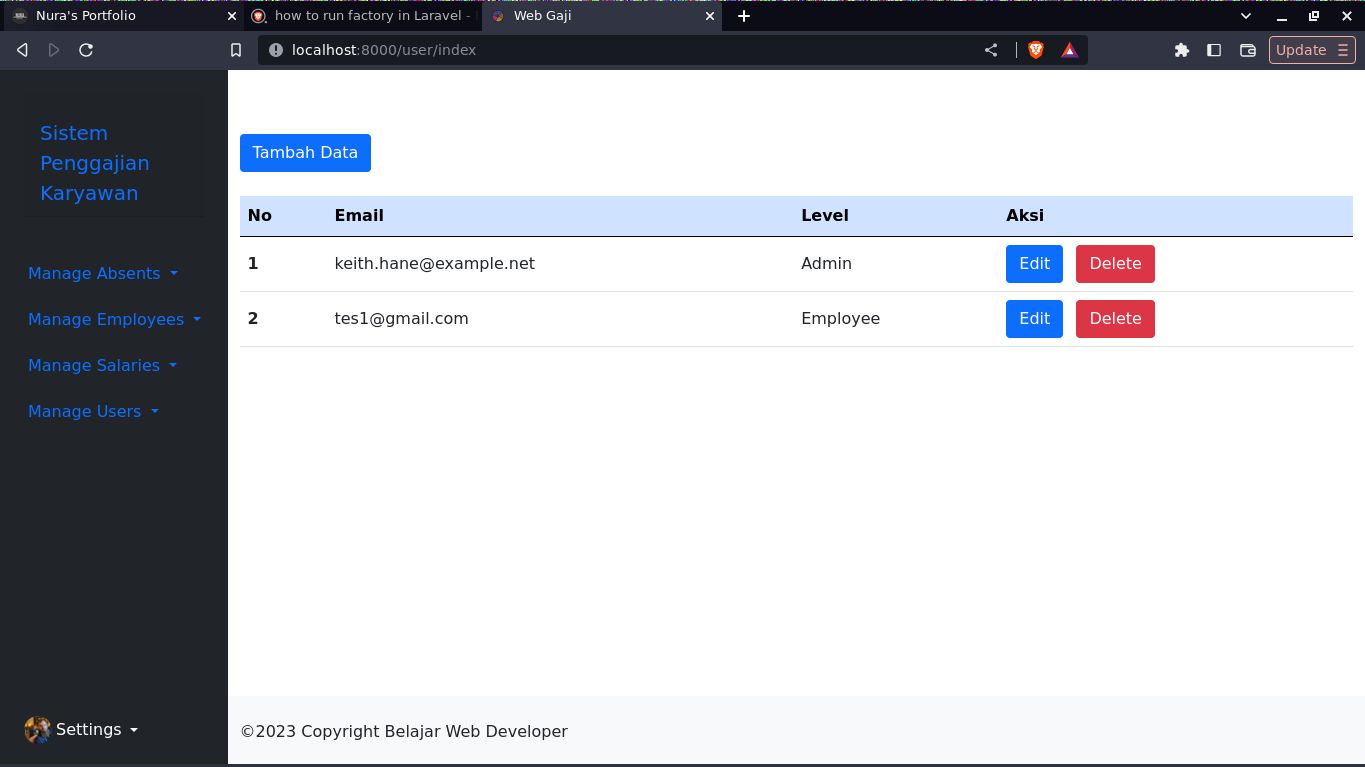 Nura's Portfolio
how to run factory in Laravel -
Web Gaji
localhost:8000/user/index
Update
Sistem
Penggajian
Karyawan
Manage Absents
Manage Employees
Manage Salaries
Manage Users
Settings
Tambah Data
No Email Level Aksi
1 keith.hane@example.net Admin Edit Delete
2 tes1@gmail.com Employee Edit Delete
©2023 Copyright Belajar Web Developer